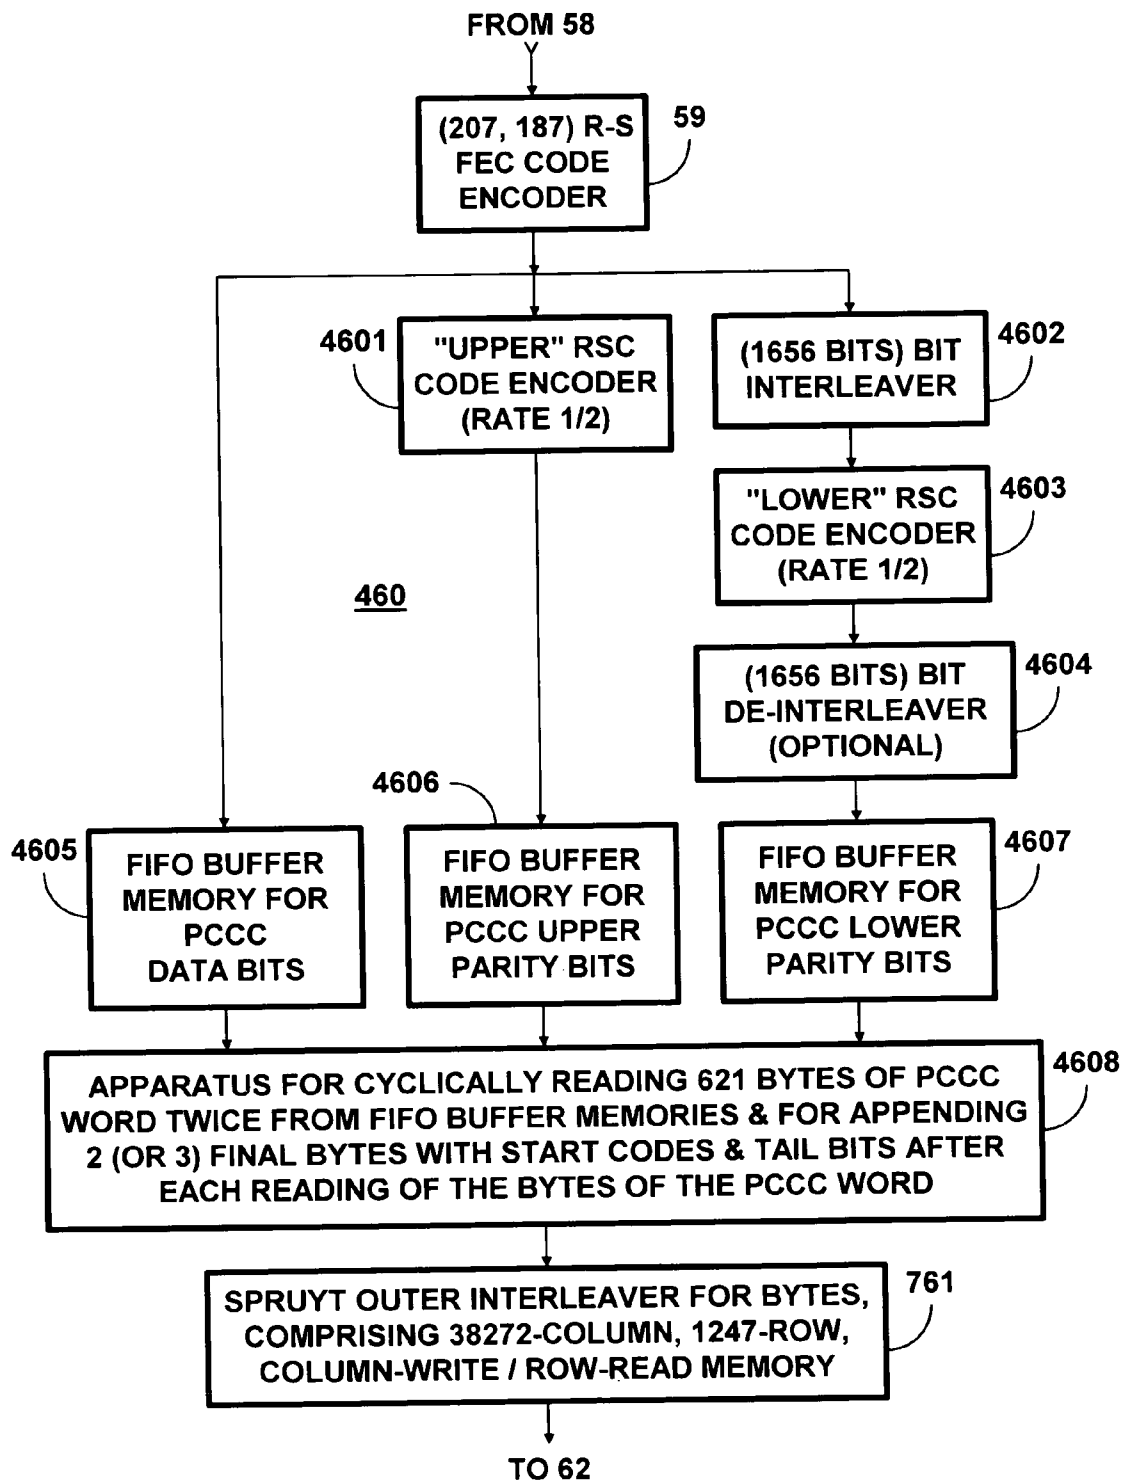 FROM 58
(207, 187) R-S
FEC CODE
ENCODER
59
4601
"UPPER" RSC
CODE ENCODER
(RATE 1/2)
(1656 BITS) BIT
INTERLEAVER
4602
"LOWER" RSC
CODE ENCODER
(RATE 1/2)
4603
460
(1656 BITS) BIT
DE-INTERLEAVER
(OPTIONAL)
4604
4605
FIFO BUFFER
MEMORY FOR
PCCC
DATA BITS
4606
FIFO BUFFER
MEMORY FOR
PCCC UPPER
PARITY BITS
FIFO BUFFER
MEMORY FOR
PCCC LOWER
PARITY BITS
4607
APPARATUS FOR CYCLICALLY READING 621 BYTES OF PCCC
WORD TWICE FROM FIFO BUFFER MEMORIES & FOR APPENDING
2 (OR 3) FINAL BYTES WITH START CODES & TAIL BITS AFTER
EACH READING OF THE BYTES OF THE PCCC WORD
4608
SPRUYT OUTER INTERLEAVER FOR BYTES,
COMPRISING 38272-COLUMN, 1247-ROW,
COLUMN-WRITE / ROW-READ MEMORY
761
TO 62